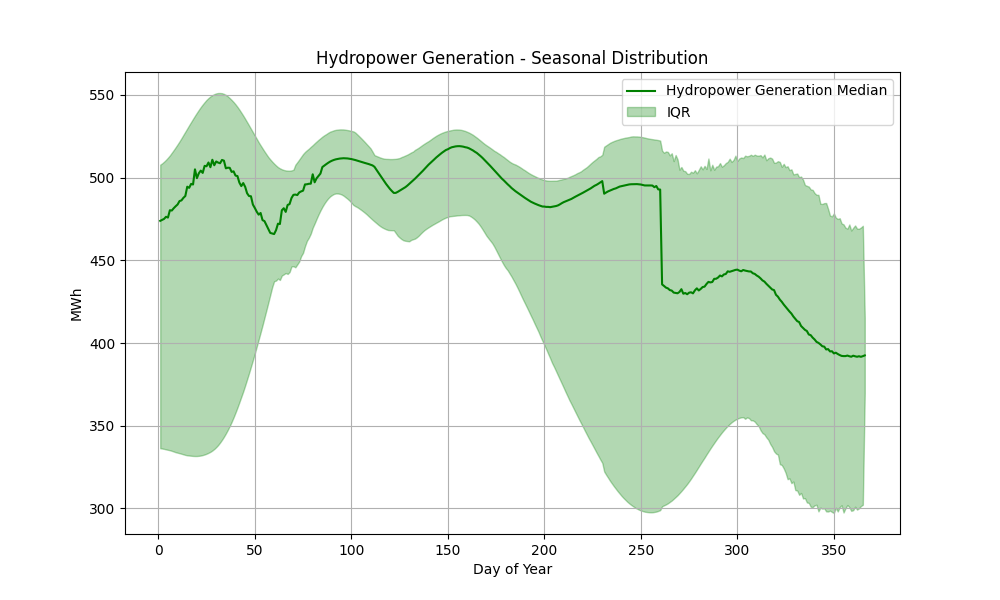 Hydropower Generation - Seasonal Distribution
Hydropower Generation Median
IQR
MWh
550
500
450
400
350
300
0 50 100 150 200 250 300 350
Day of Year